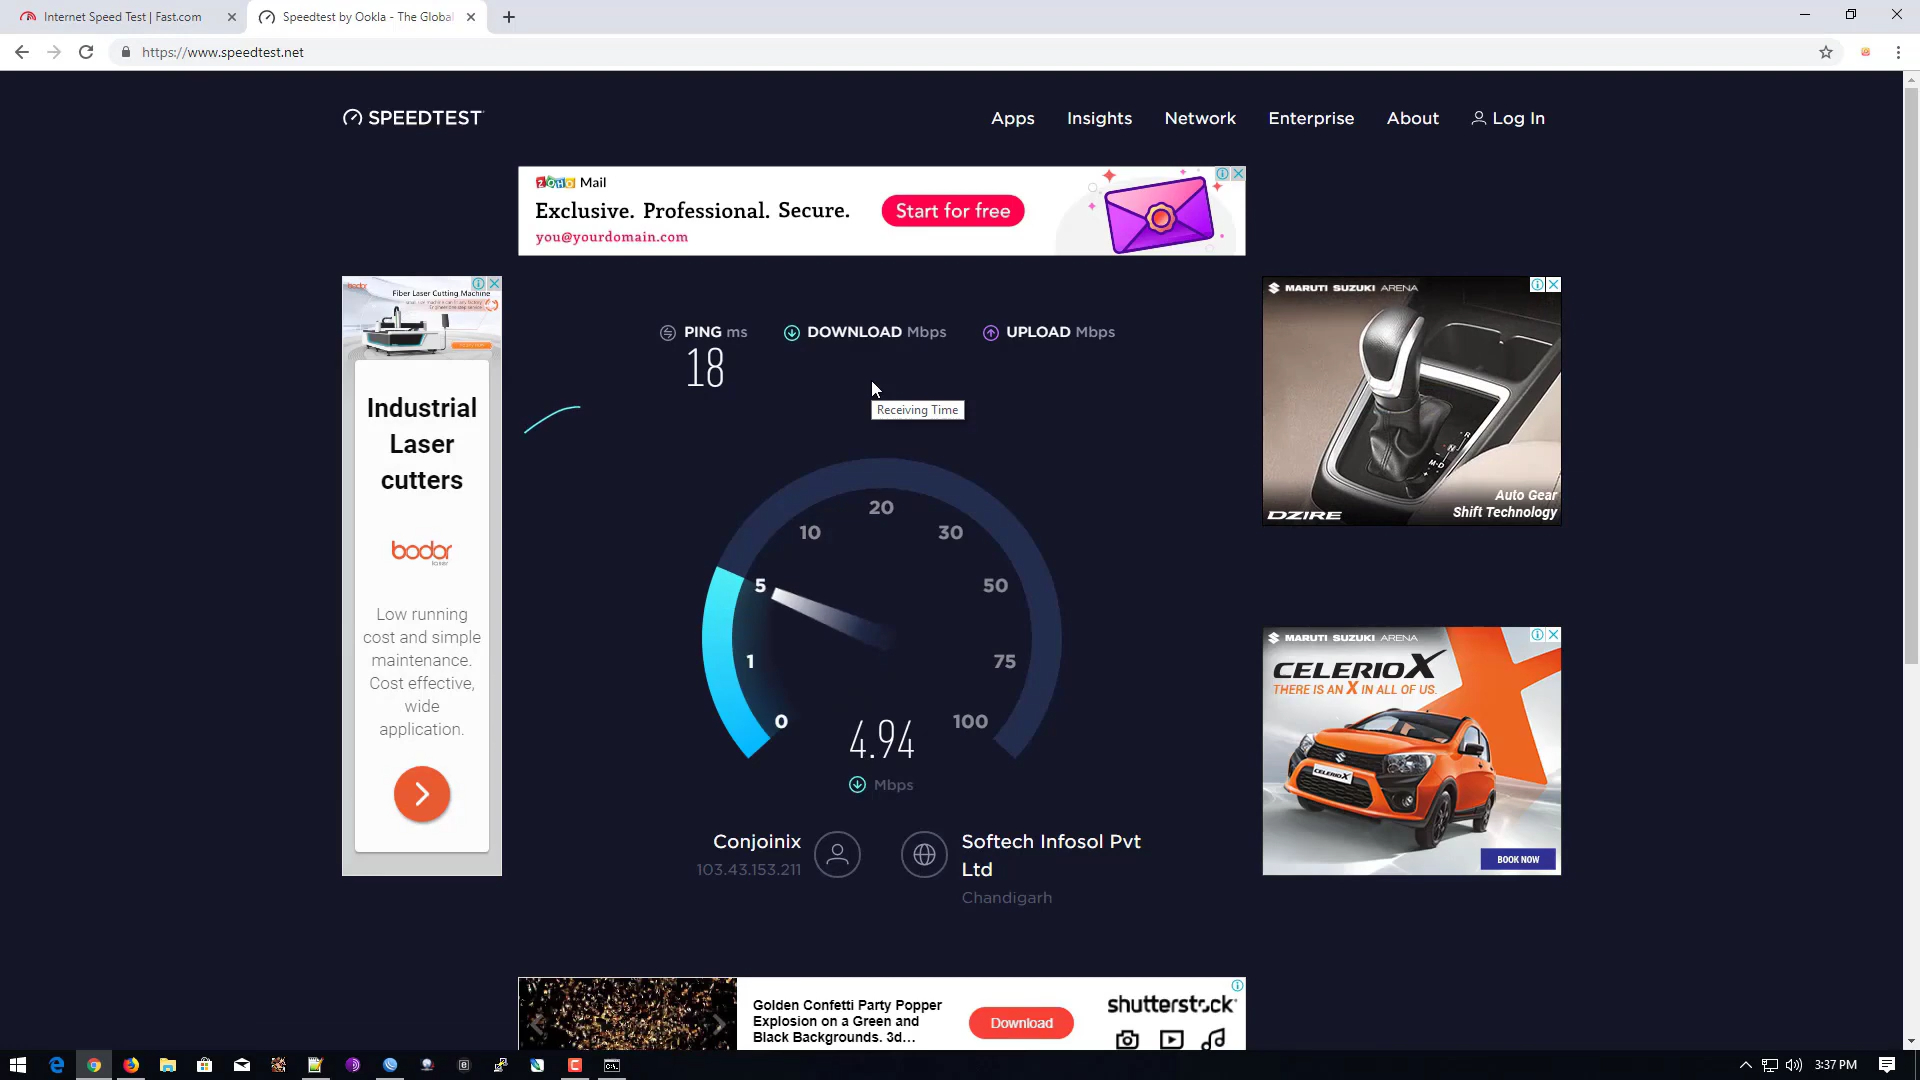 Internet Speed Test | Fast.com
Speedtest by Ookla - The Global
https://www.speedtest.net
SPEEDTEST
Apps
Insights
Network
Enterprise
About
Log In
ZOHO Mail
Exclusive. Professional. Secure.
you@yourdomain.com
Start for free
bodor
Fiber Laser Cutting Machine
Industrial
Laser
cutters
bodor
laser
Low running
cost and simple
maintenance.
Cost effective,
wide
application.
PING ms
18
DOWNLOAD Mbps
UPLOAD Mbps
Receiving Time
0
1
5
10
20
30
50
75
100
4.94
Mbps
Conjoinix
103.43.153.211
Softech Infosol Pvt
Ltd
Chandigarh
MARUTI SUZUKI ARENA
R
N
M-D
Auto Gear
Shift Technology
DZIRE
MARUTI SUZUKI ARENA
CELERIOX
THERE IS AN X IN ALL OF US.
CELERIOX
BOOK NOW
Golden Confetti Party Popper
Explosion on a Green and
Black Backgrounds. 3d...
Download
shutterstock
3:37 PM